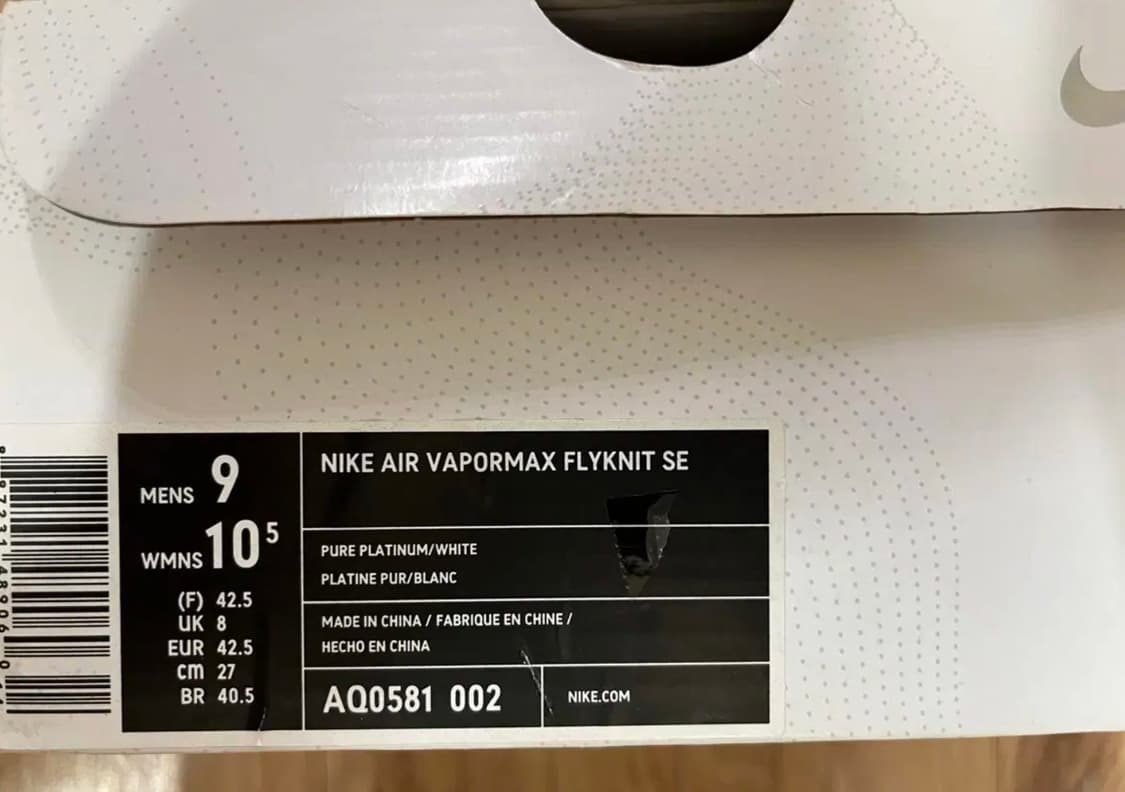 MENS 9
WMNS 10 5
(F) 42.5
UK 8
EUR 42.5
cm 27
BR 40.5
NIKE AIR VAPORMAX FLYKNIT SE
PURE PLATINUM/WHITE
PLATINE PUR/BLANC
MADE IN CHINA / FABRIQUE EN CHINE /
HECHO EN CHINA
AQ0581 002
NIKE.COM